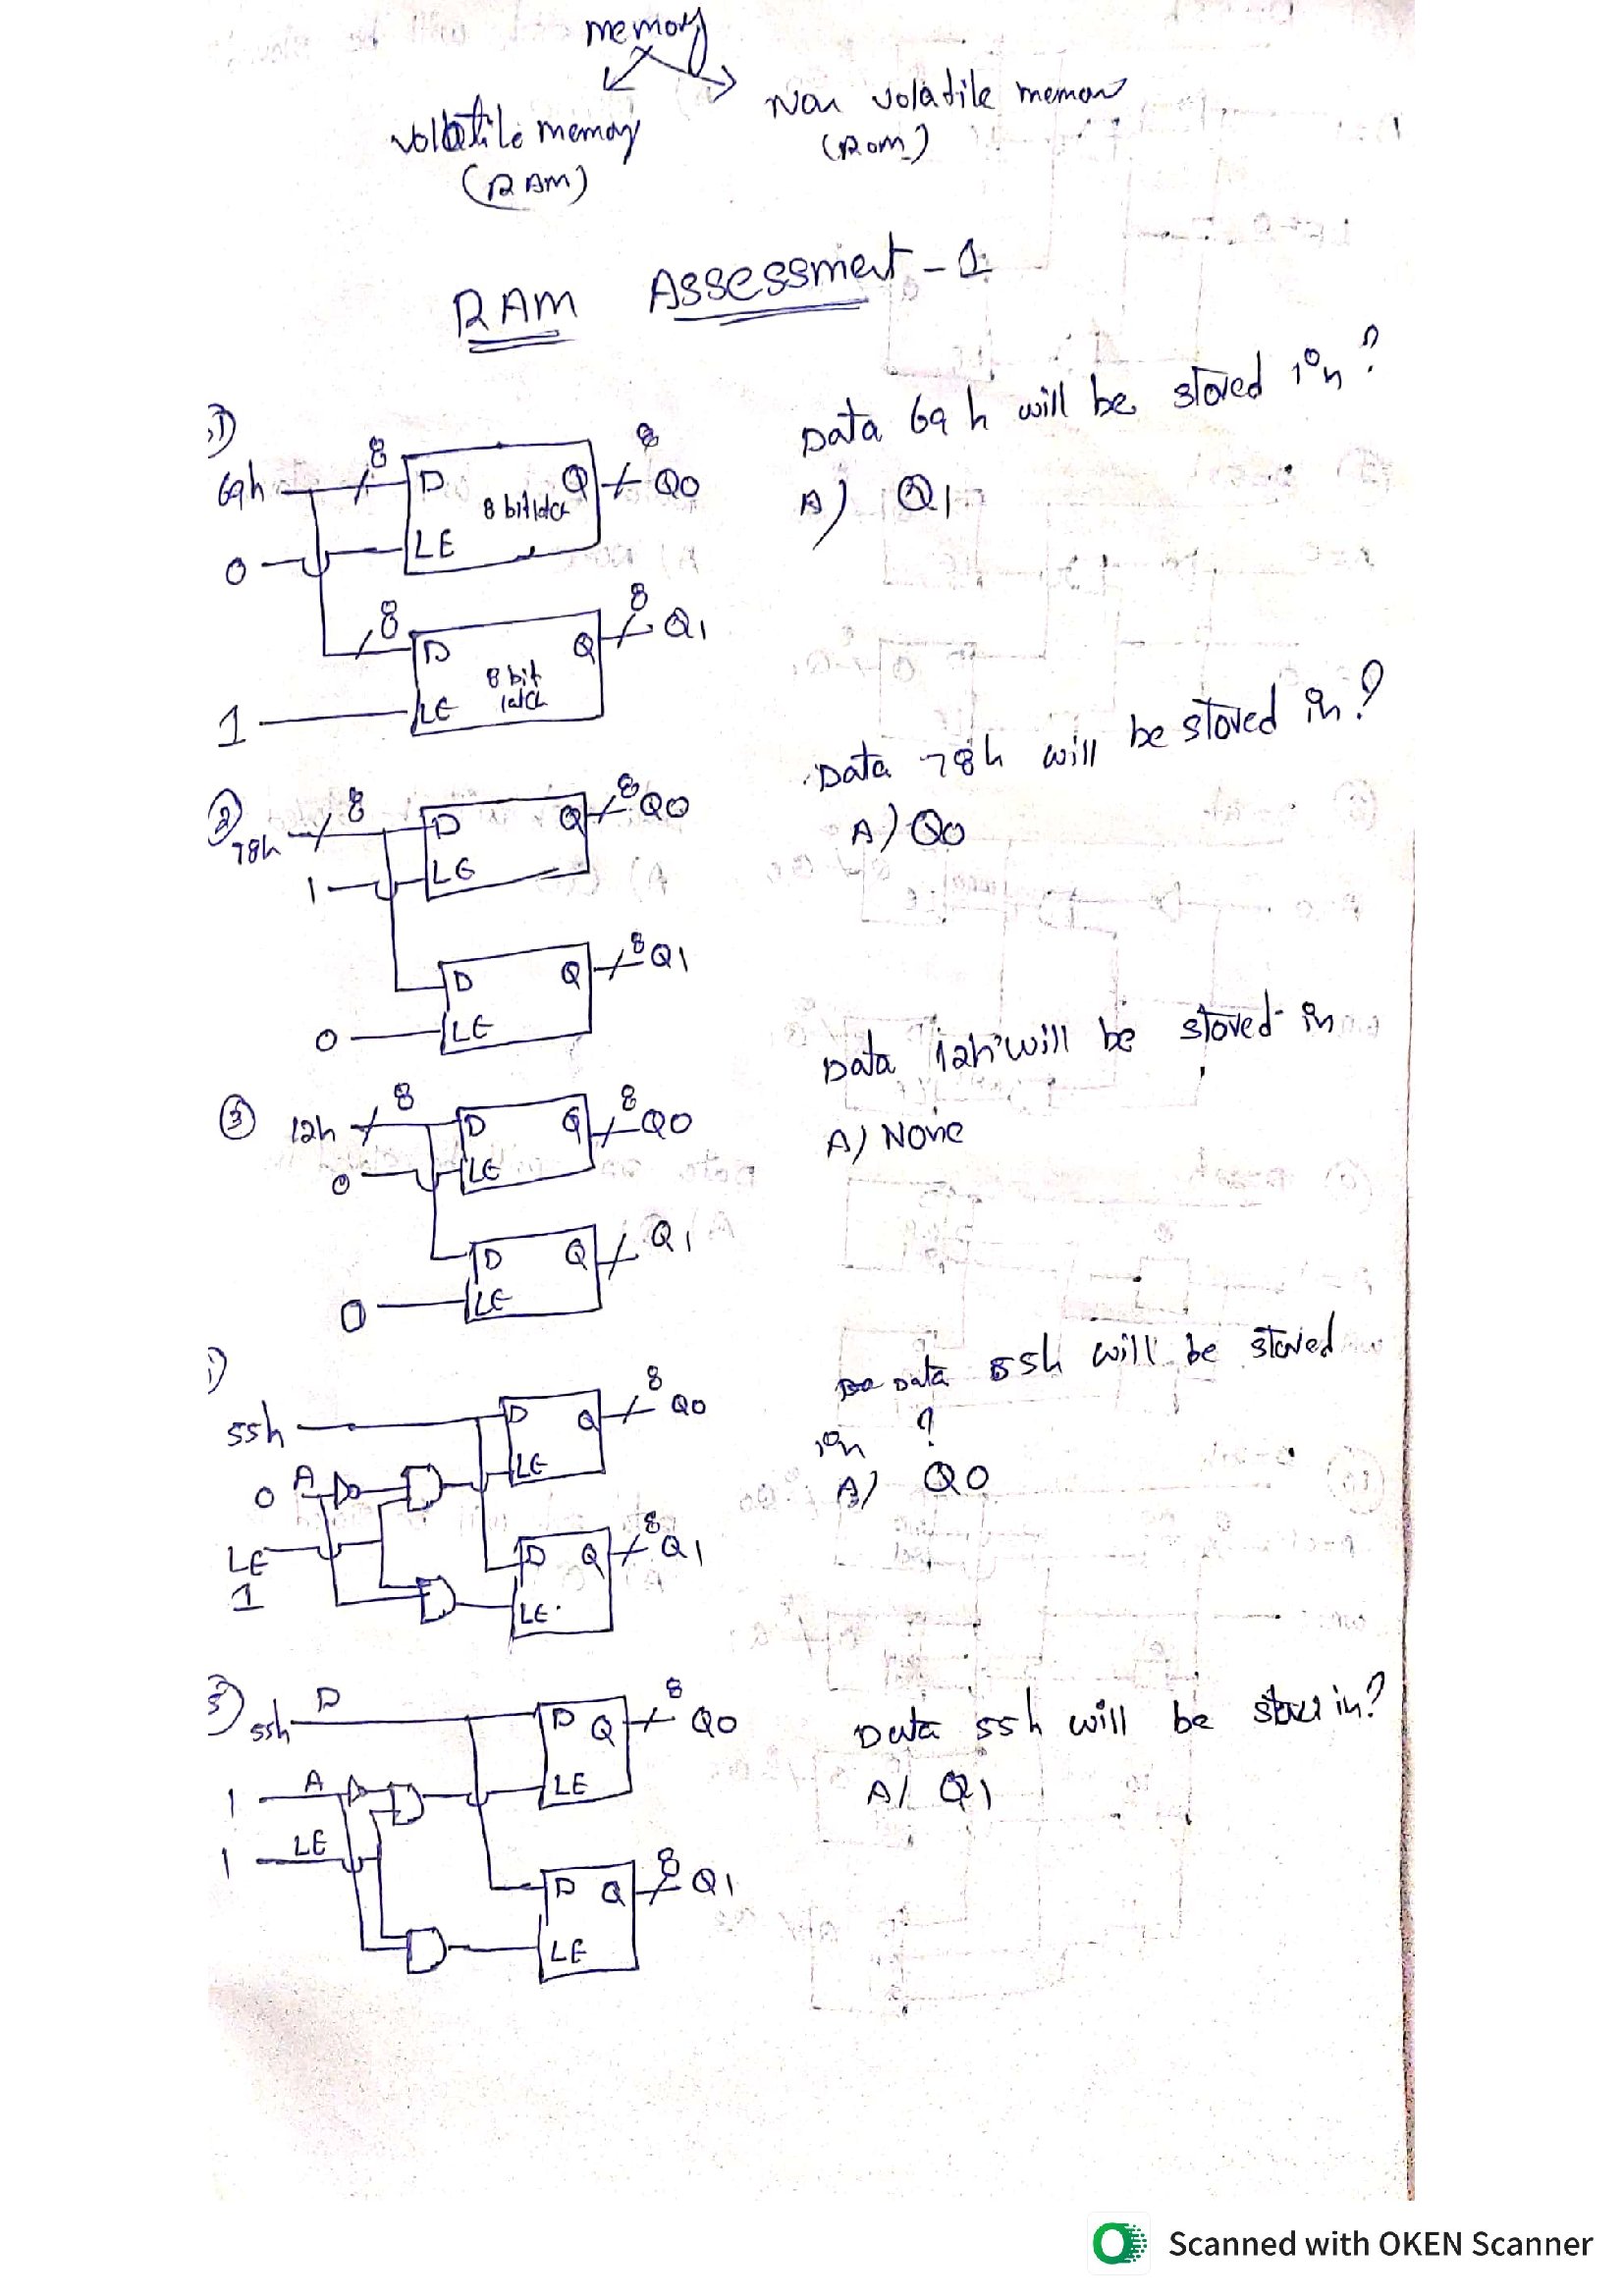 memory
volatile memory
(RAM)
Non volatile memory
(Rom)
RAM Assessment - 1
1)
69h
8
D
Q
8
Q0
8 bit latch
0
LE
8
D
Q
8
Q1
8 bit
latch
1
LE
Data 69 h will be stored in ?
A) Q1
2)
78h
8
D
Q
8
Q0
1
LE
D
Q
8
Q1
0
LE
Data 78h will be stored in ?
A) Q0
3
12h
8
D
Q
8
Q0
0
LE
D
Q
Q1
0
LE
Data 12h will be stored in
A) None
1)
55h
D
Q
8
Q0
0
A
LE
LE
1
D
Q
8
Q1
LE
Data 55h will be stored
in ?
A) Q0
5)
55h
D
D
Q
8
Q0
1
A
LE
1
LE
D
Q
8
Q1
LE
Data 55h will be in?
A) Q1
Scanned with OKEN Scanner